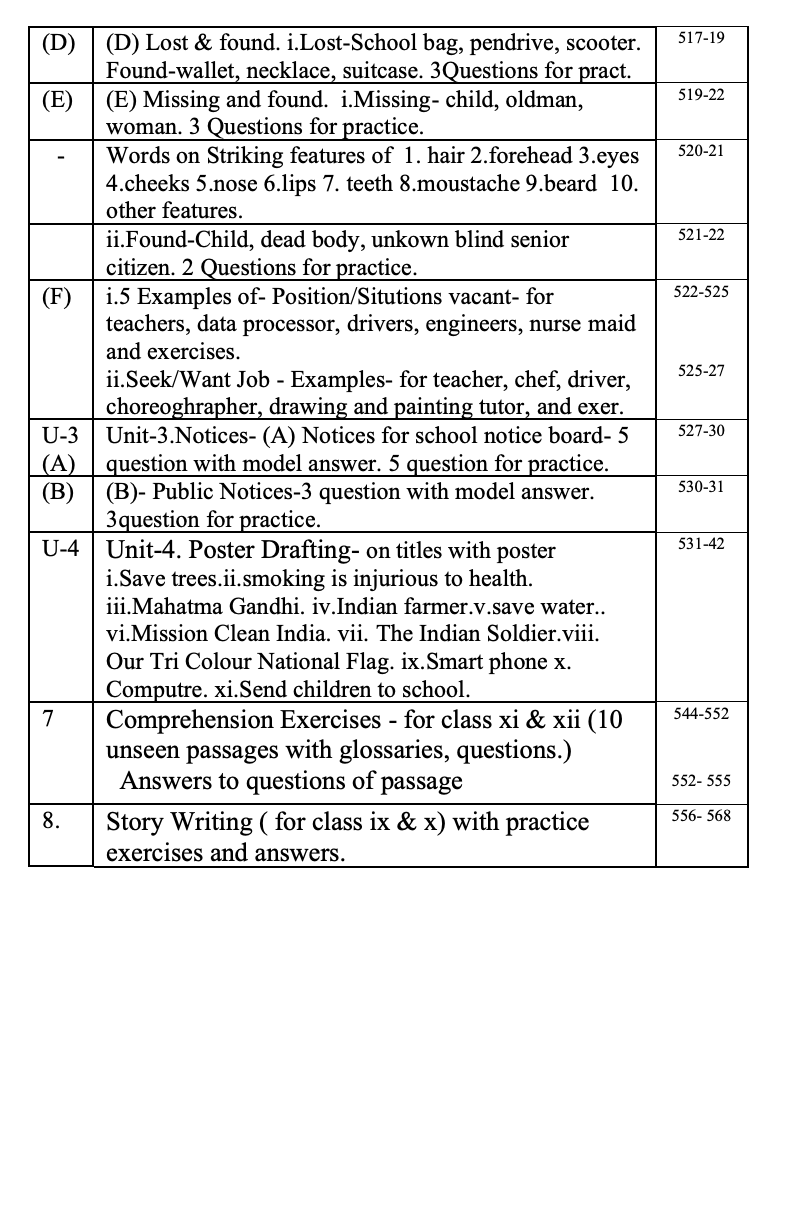 (D) (D) Lost & found. i.Lost-School bag, pendrive, scooter. 517-19
Found-wallet, necklace, suitcase. 3Questions for pract.
(E) (E) Missing and found. i.Missing- child, oldman, 519-22
woman. 3 Questions for practice.
- Words on Striking features of 1. hair 2.forehead 3.eyes 520-21
4.cheeks 5.nose 6.lips 7. teeth 8.moustache 9.beard 10.
other features.
ii.Found-Child, dead body, unkown blind senior 521-22
citizen. 2 Questions for practice.
(F) i.5 Examples of- Position/Situtions vacant- for 522-525
teachers, data processor, drivers, engineers, nurse maid
and exercises.
ii.Seek/Want Job - Examples- for teacher, chef, driver, 525-27
choreoghrapher, drawing and painting tutor, and exer.
U-3 Unit-3.Notices- (A) Notices for school notice board- 5 527-30
(A) question with model answer. 5 question for practice.
(B) (B)- Public Notices-3 question with model answer. 530-31
3question for practice.
U-4 Unit-4. Poster Drafting- on titles with poster 531-42
i.Save trees.ii.smoking is injurious to health.
iii.Mahatma Gandhi. iv.Indian farmer.v.save water..
vi.Mission Clean India. vii. The Indian Soldier.viii.
Our Tri Colour National Flag. ix.Smart phone x.
Computre. xi.Send children to school.
7 Comprehension Exercises - for class xi & xii (10 544-552
unseen passages with glossaries, questions.)
Answers to questions of passage 552- 555
8. Story Writing ( for class ix & x) with practice 556- 568
exercises and answers.